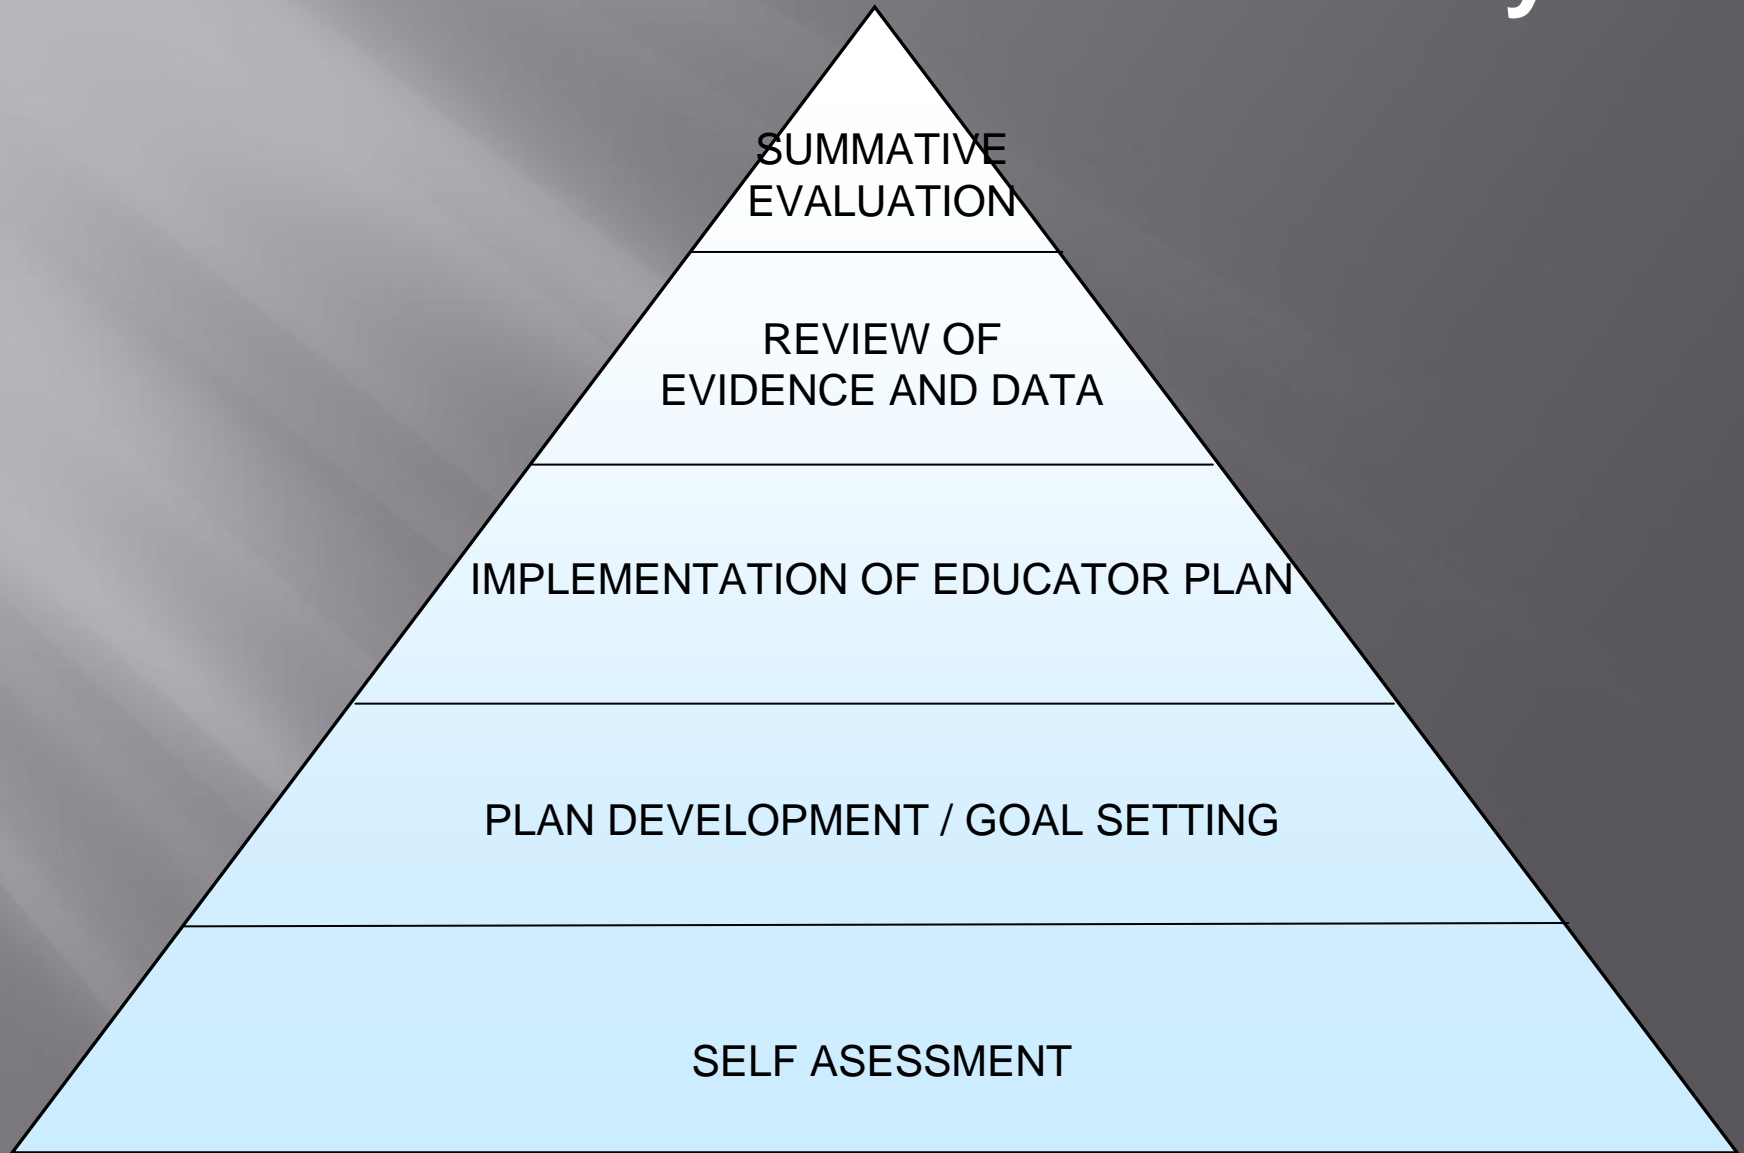 SUMMATIVE
EVALUATION
REVIEW OF
EVIDENCE AND DATA
IMPLEMENTATION OF EDUCATOR PLAN
PLAN DEVELOPMENT / GOAL SETTING
SELF ASESSMENT